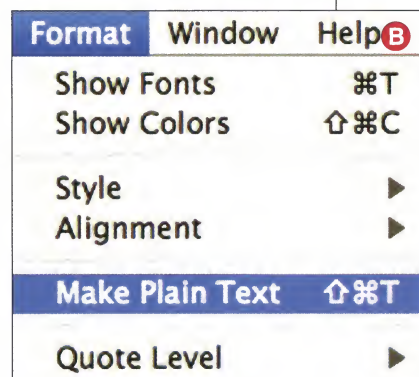 Format Window Help B
Show Fonts ⌘T
Show Colors ⇧⌘C
Style ▶
Alignment ▶
Make Plain Text ⇧⌘T
Quote Level ▶